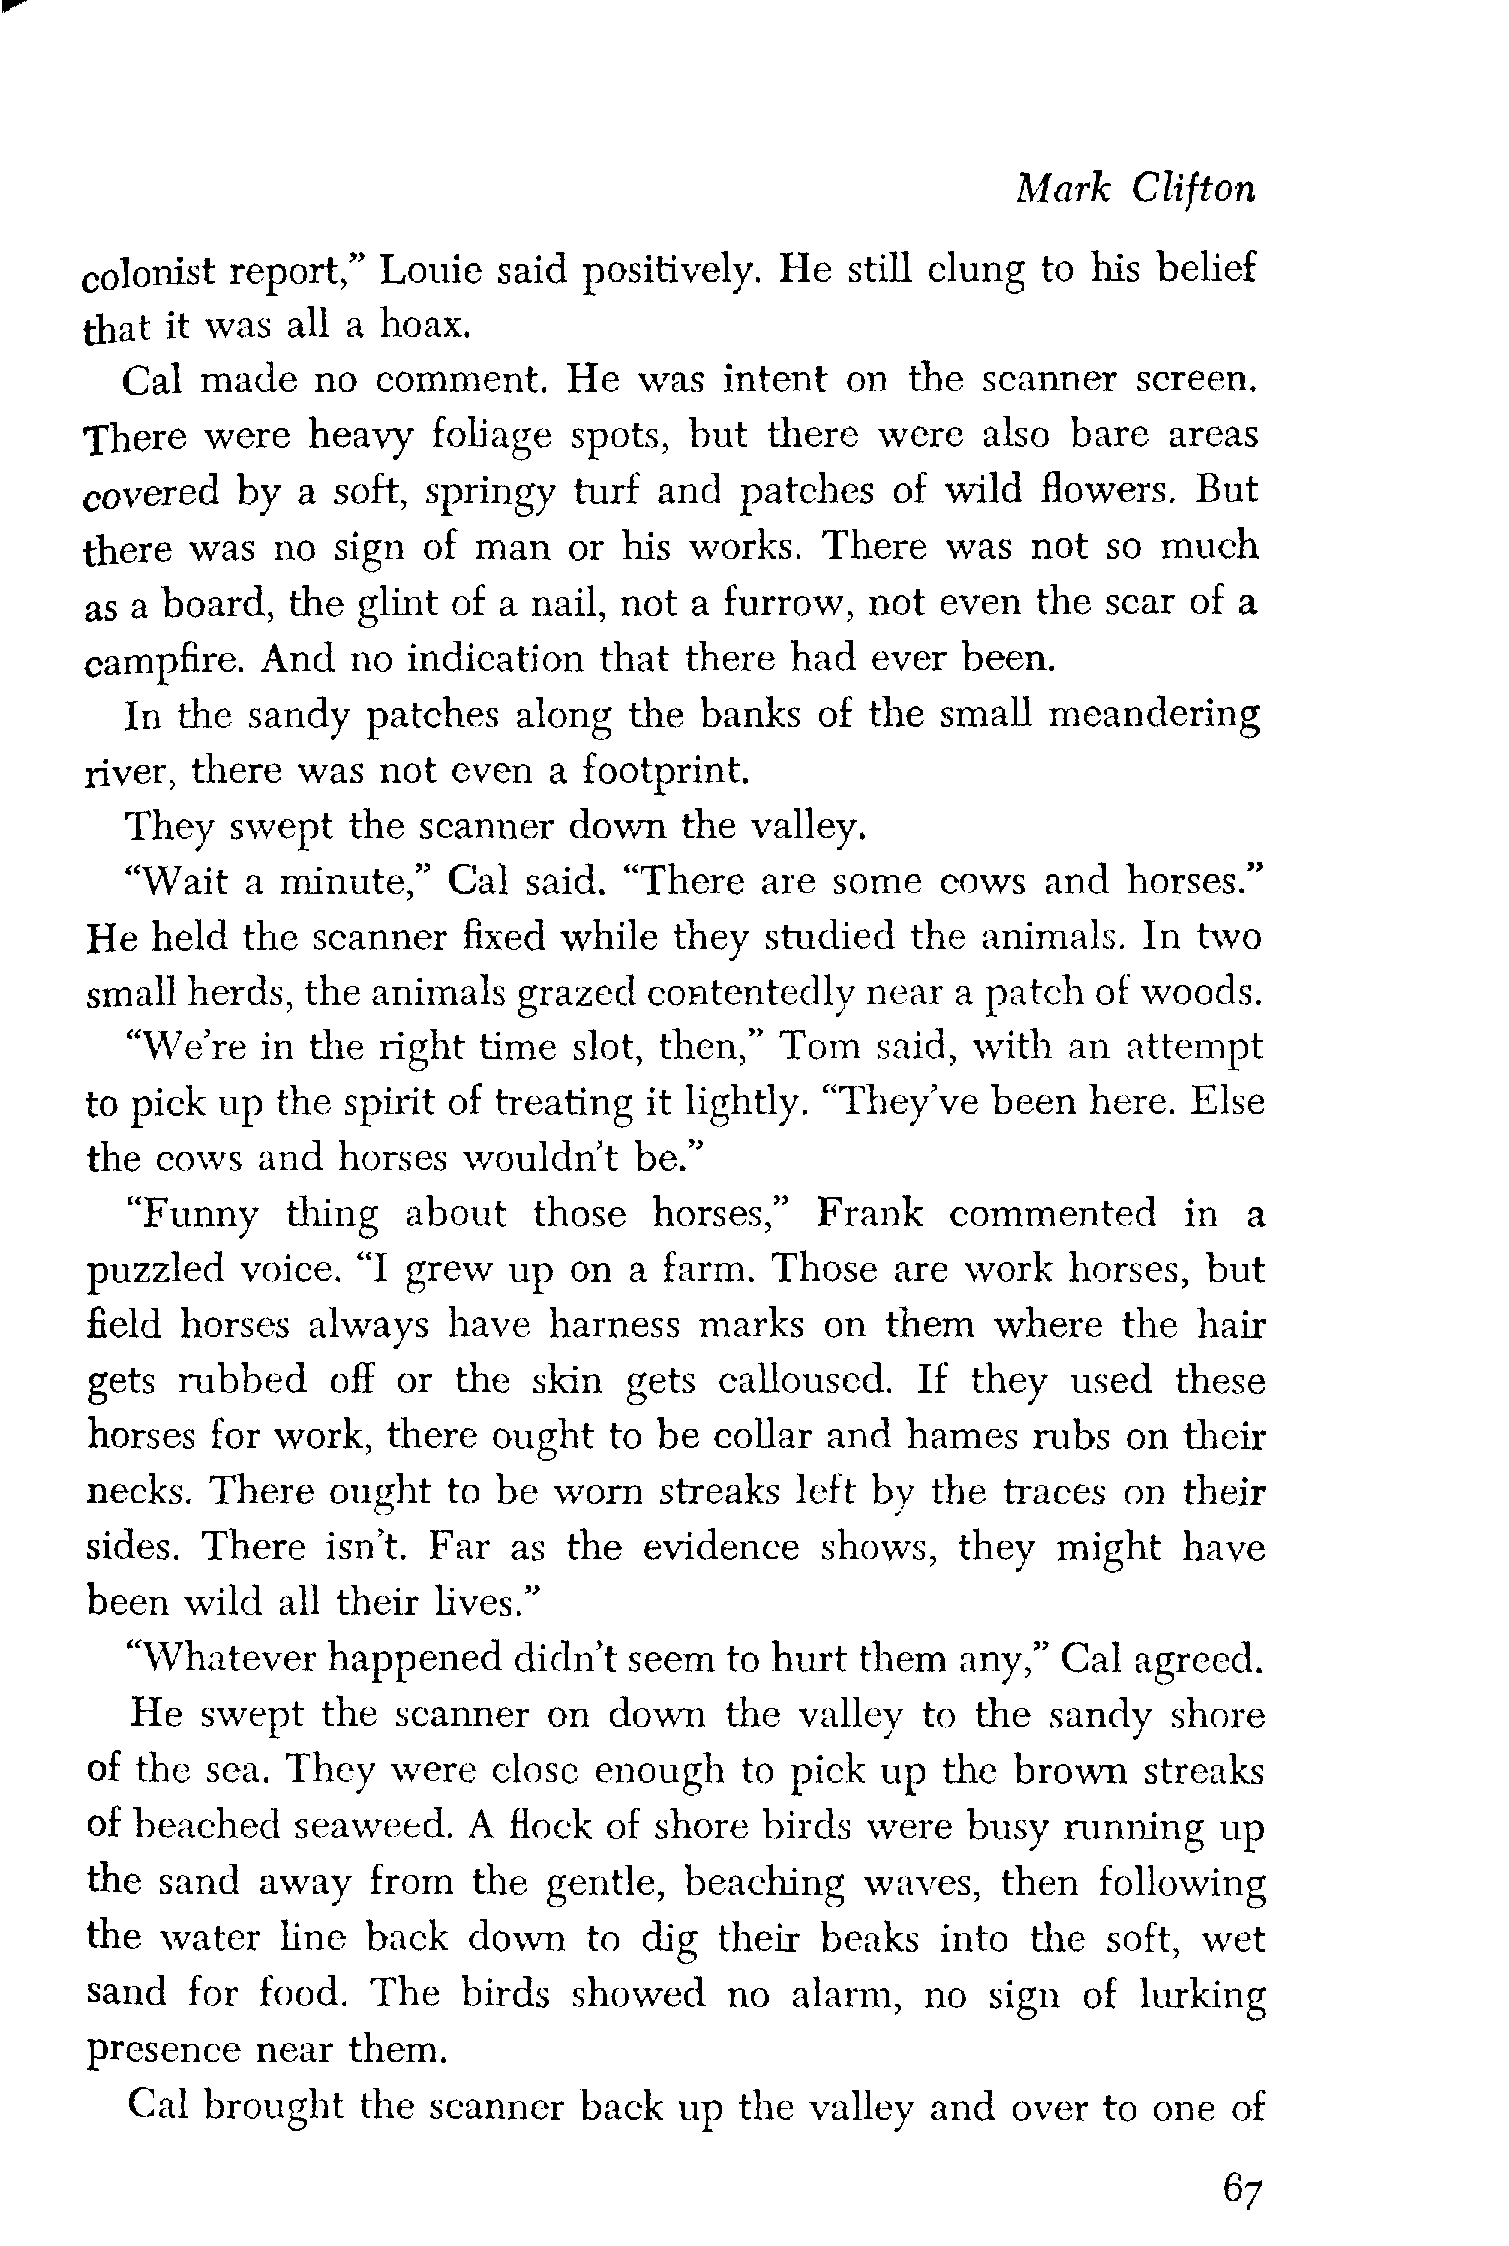 Mark Clifton
colonist report,” Louie said positively. He still clung to his belief
that it was all a hoax.
Cal made no comment. He was intent on the scanner screen.
There were heavy foliage spots, but there were also bare areas
covered by a soft, springy turf and patches of wild flowers. But
there was no sign of man or his works. There was not so much
as a board, the glint of a nail, not a furrow, not even the scar of a
campfire. And no indication that there had ever been.
In the sandy patches along the banks of the small meandering
river, there was not even a footprint.
They swept the scanner down the valley.
“Wait a minute,” Cal said. “There are some cows and horses.”
He held the scanner fixed while they studied the animals. In two
small herds, the animals grazed contentedly near a patch of woods.
“We’re in the right time slot, then,” Tom said, with an attempt
to pick up the spirit of treating it lightly. “They’ve been here. Else
the cows and horses wouldn’t be.”
“Funny thing about those horses,” Frank commented in a
puzzled voice. “I grew up on a farm. Those are work horses, but
field horses always have harness marks on them where the hair
gets rubbed off or the skin gets calloused. If they used these
horses for work, there ought to be collar and hames rubs on their
necks. There ought to be worn streaks left by the traces on their
sides. There isn’t. Far as the evidence shows, they might have
been wild all their lives.”
“Whatever happened didn’t seem to hurt them any,” Cal agreed.
He swept the scanner on down the valley to the sandy shore
of the sea. They were close enough to pick up the brown streaks
of beached seaweed. A flock of shore birds were busy running up
the sand away from the gentle, beaching waves, then following
the water line back down to dig their beaks into the soft, wet
sand for food. The birds showed no alarm, no sign of lurking
presence near them.
Cal brought the scanner back up the valley and over to one of
67